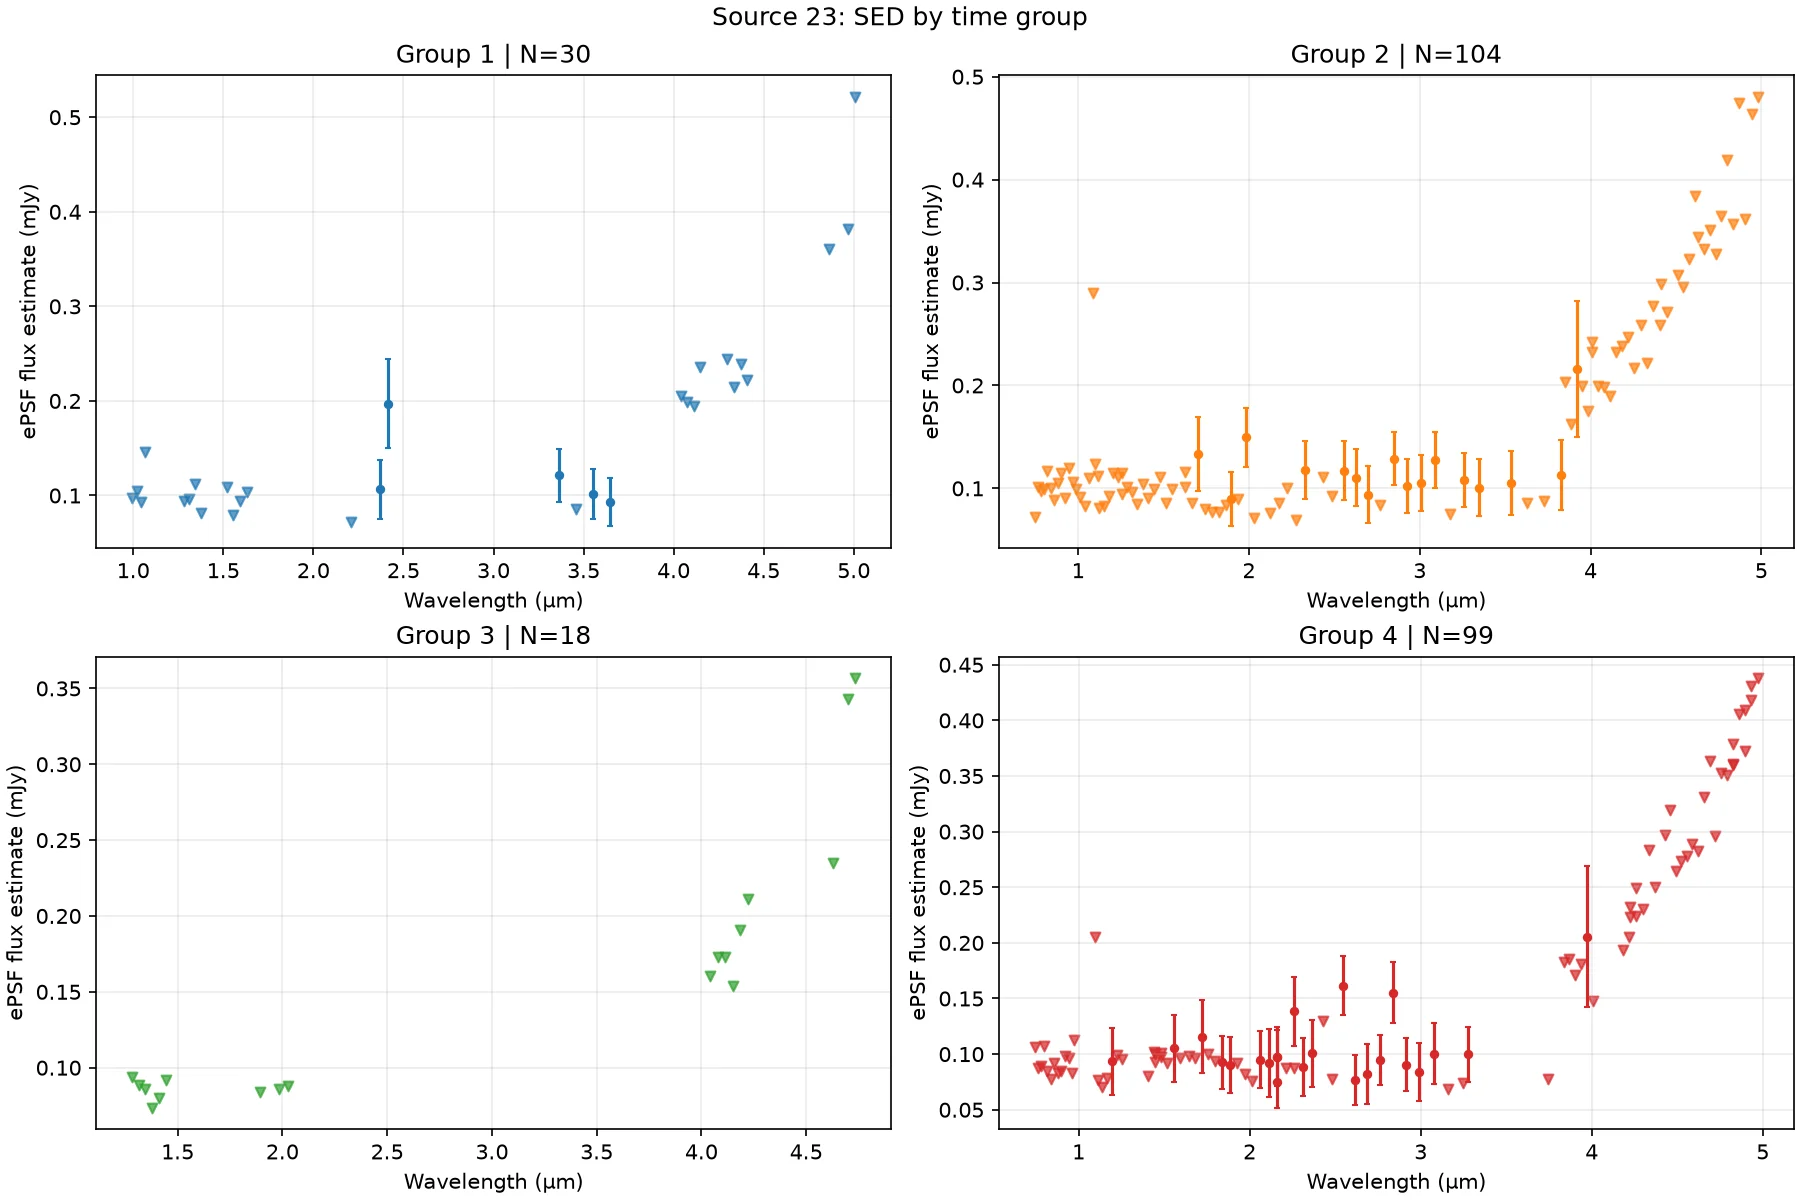 Source 23: SED by time group
Group 1 | N=30
0.5
0.4
0.3
0.2
0.1
ePSF flux estimate (mJy)
1.0 1.5 2.0 2.5 3.0 3.5 4.0 4.5 5.0
Wavelength (μm)
Group 2 | N=104
0.5
0.4
0.3
0.2
0.1
ePSF flux estimate (mJy)
1 2 3 4 5
Wavelength (μm)
Group 3 | N=18
0.35
0.30
0.25
0.20
0.15
0.10
ePSF flux estimate (mJy)
1.5 2.0 2.5 3.0 3.5 4.0 4.5
Wavelength (μm)
Group 4 | N=99
0.45
0.40
0.35
0.30
0.25
0.20
0.15
0.10
0.05
ePSF flux estimate (mJy)
1 2 3 4 5
Wavelength (μm)